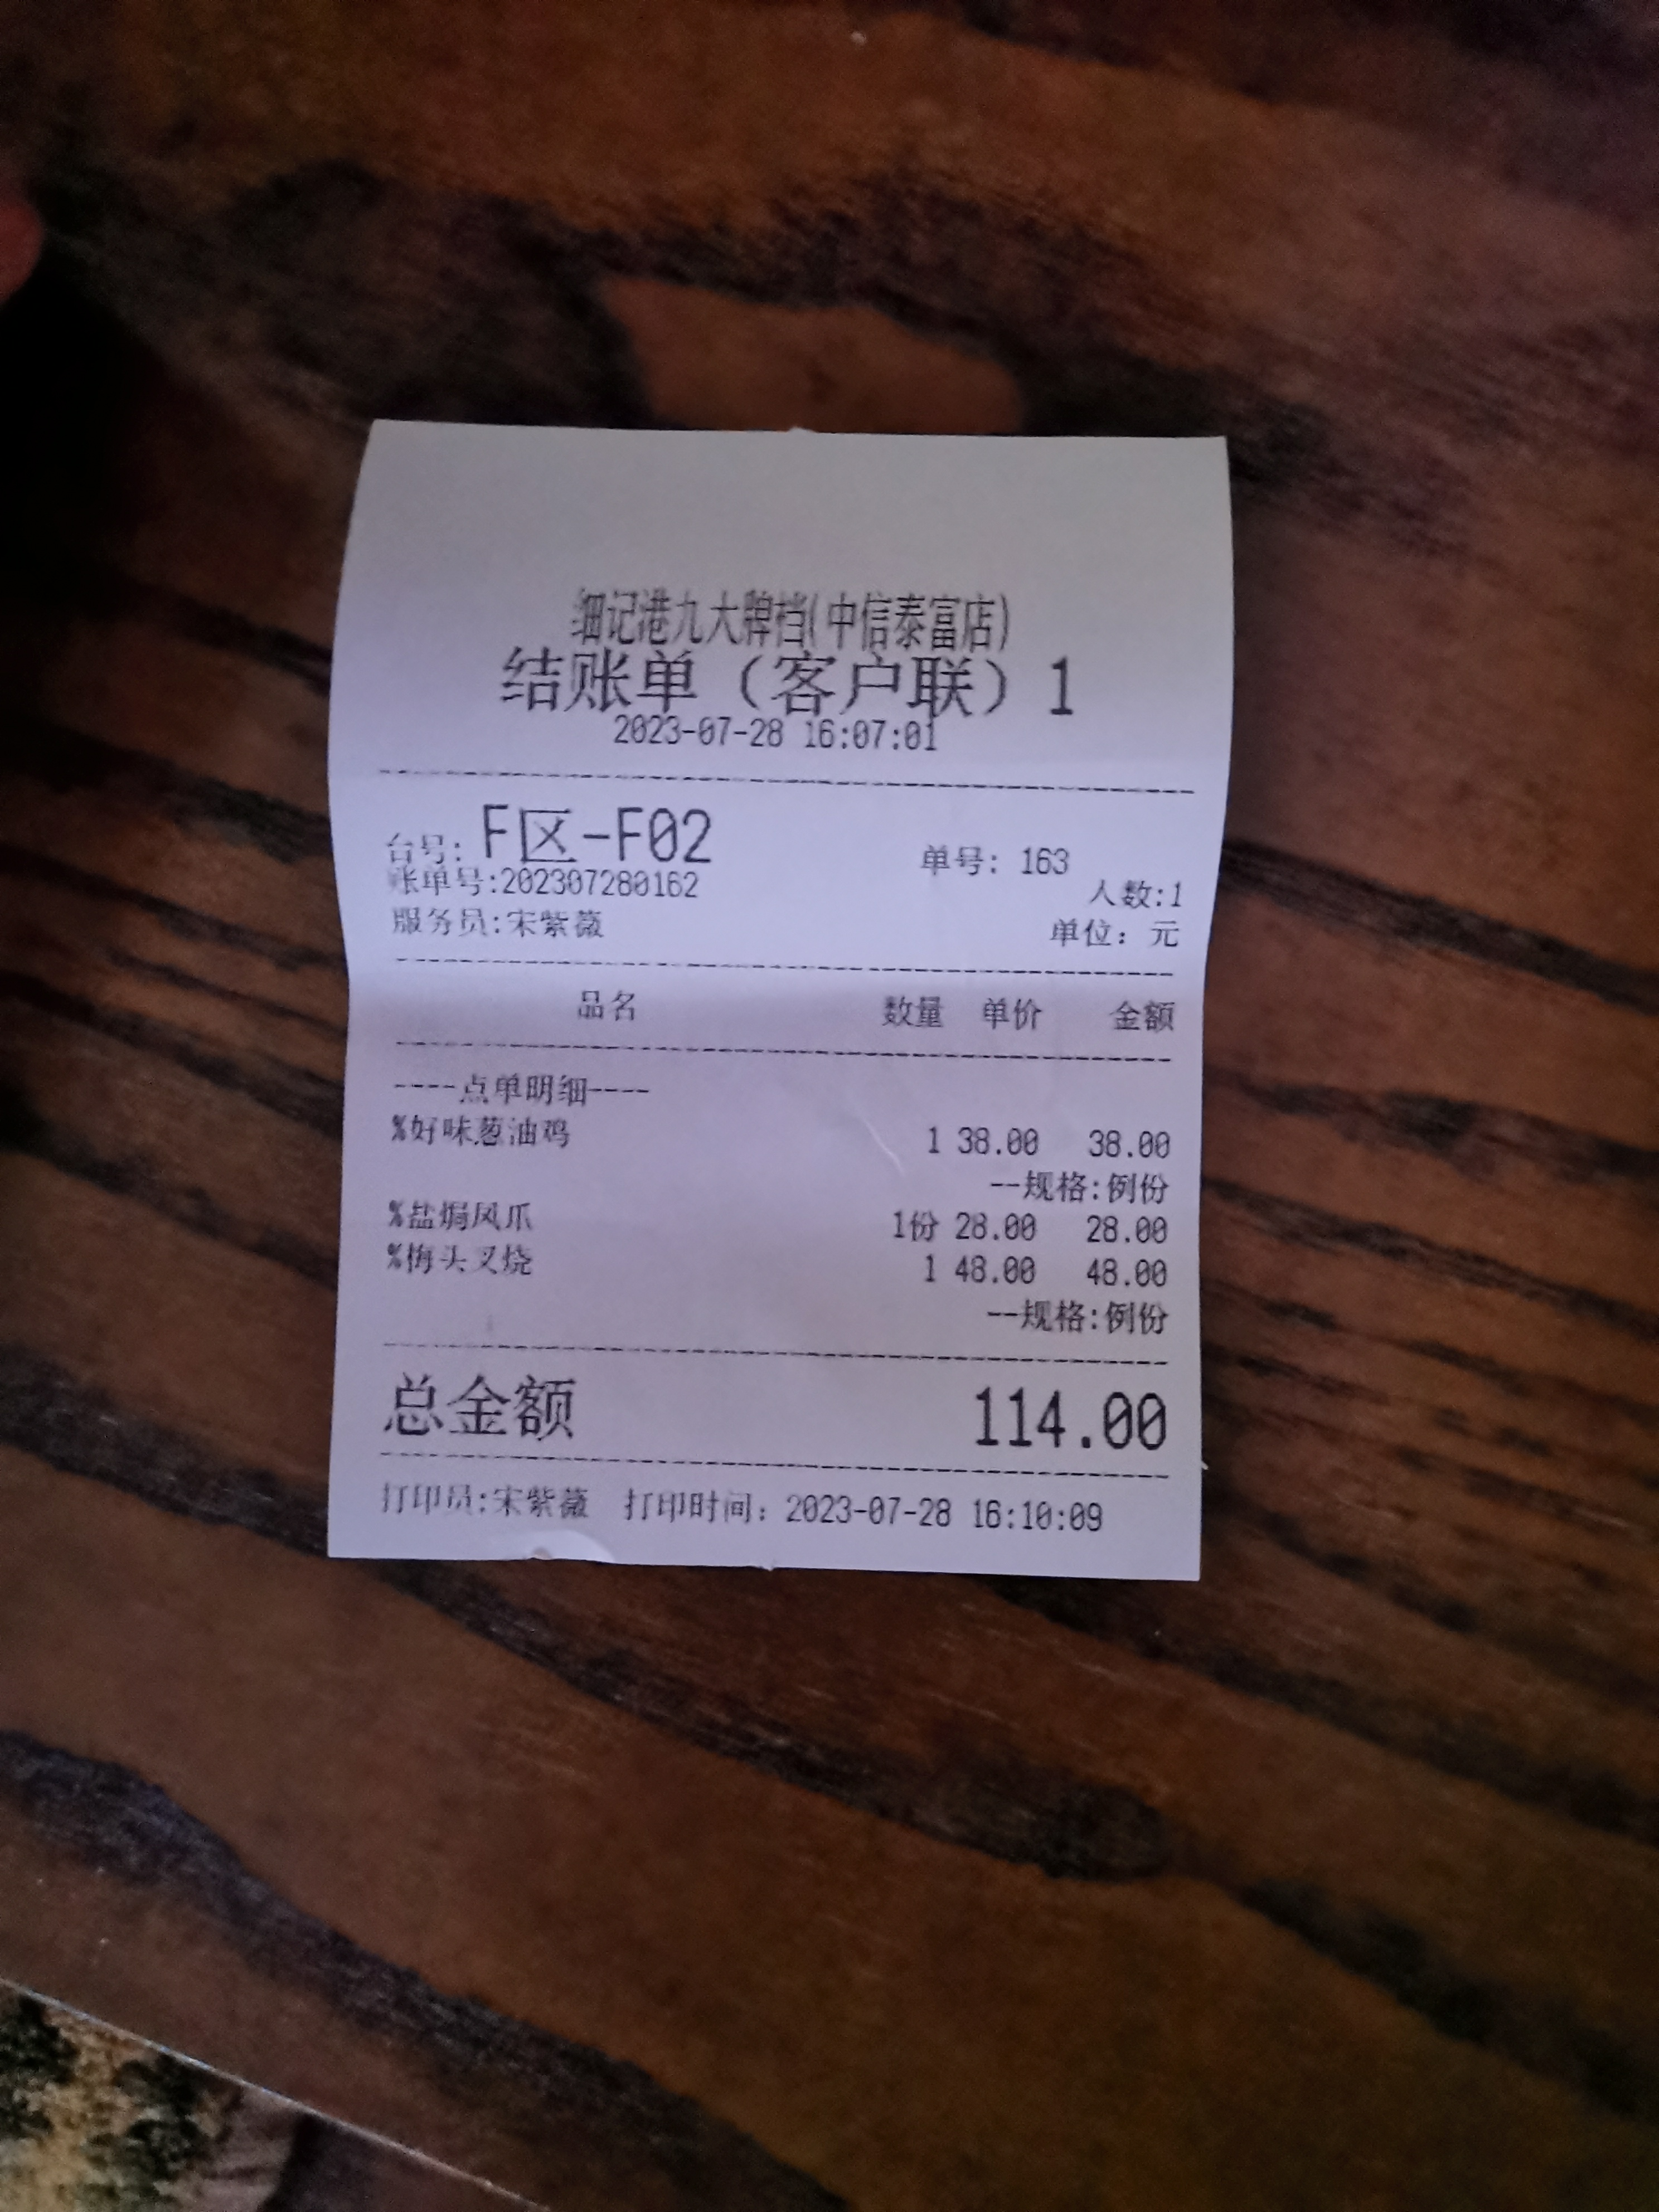 细记港九大牌档(中信泰富店)
结账单（客户联）1
2023-07-28 16:07:01
台号: F区-F02 单号: 163
账单号:202307280162 人数:1
服务员:宋紫薇 单位: 元
品名 数量 单价 金额
----点单明细----
%好味葱油鸡 1 38.00 38.00
--规格:例份
%盐焗凤爪 1份 28.00 28.00
%梅头叉烧 1 48.00 48.00
--规格:例份
总金额 114.00
打印员:宋紫薇 打印时间: 2023-07-28 16:10:09